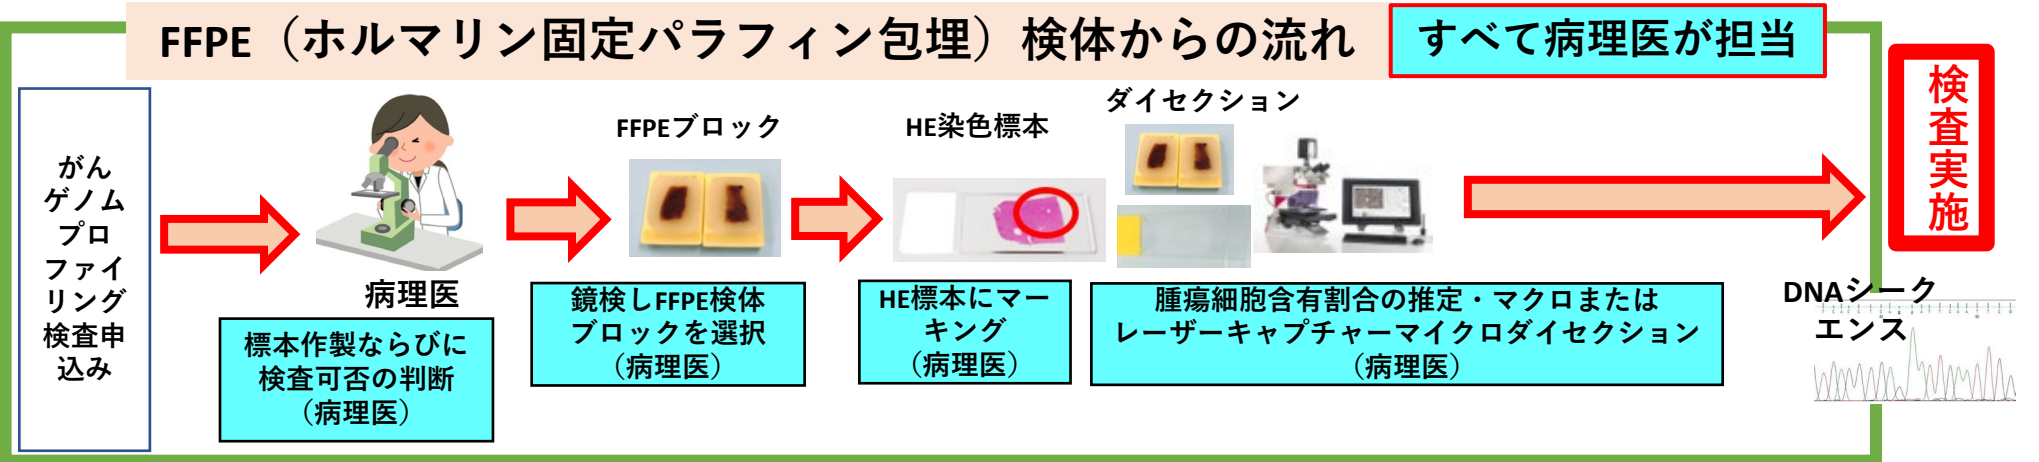 FFPE（ホルマリン固定パラフィン包埋）検体からの流れ
すべて病理医が担当
がん
ゲノム
プロ
ファイ
リング
検査申
込み
病理医
標本作製ならびに
検査可否の判断
（病理医）
FFPEブロック
鏡検しFFPE検体
ブロックを選択
（病理医）
HE染色標本
HE標本にマー
キング
（病理医）
ダイセクション
腫瘍細胞含有割合の推定・マクロまたは
レーザーキャプチャーマイクロダイセクション
（病理医）
検査実施
DNAシーク
エンス